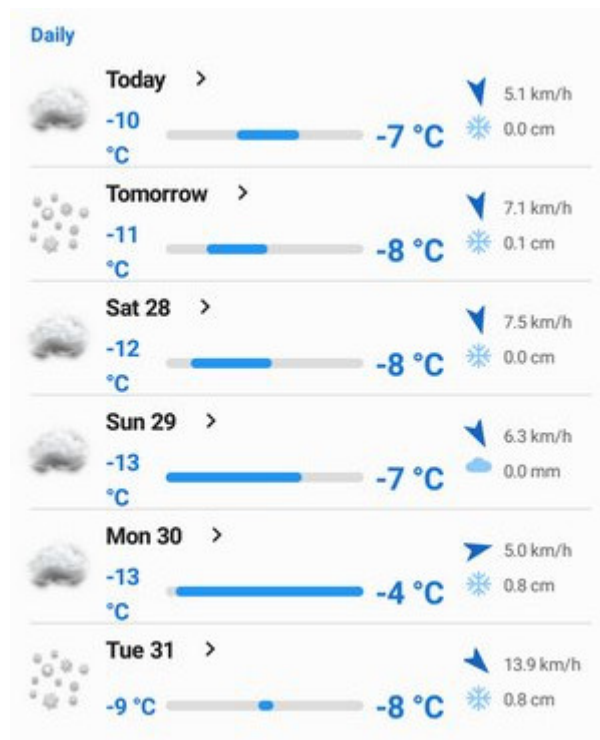 Daily
Today >
-10
°C
-7 °C
5.1 km/h
0.0 cm
Tomorrow >
-11
°C
-8 °C
7.1 km/h
0.1 cm
Sat 28 >
-12
°C
-8 °C
7.5 km/h
0.0 cm
Sun 29 >
-13
°C
-7 °C
6.3 km/h
0.0 mm
Mon 30 >
-13
°C
-4 °C
5.0 km/h
0.8 cm
Tue 31 >
-9 °C
-8 °C
13.9 km/h
0.8 cm